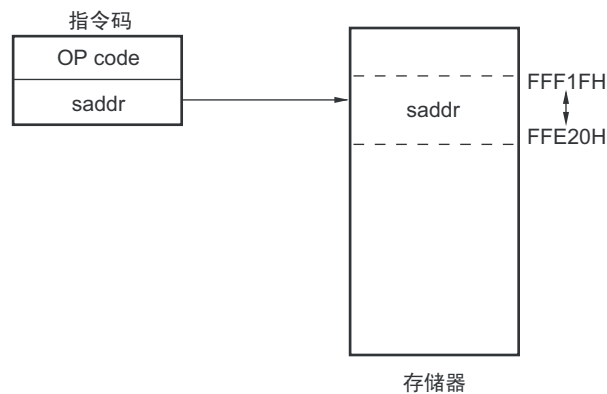 指令码
OP code
saddr
saddr
FFF1FH
FFE20H
存储器